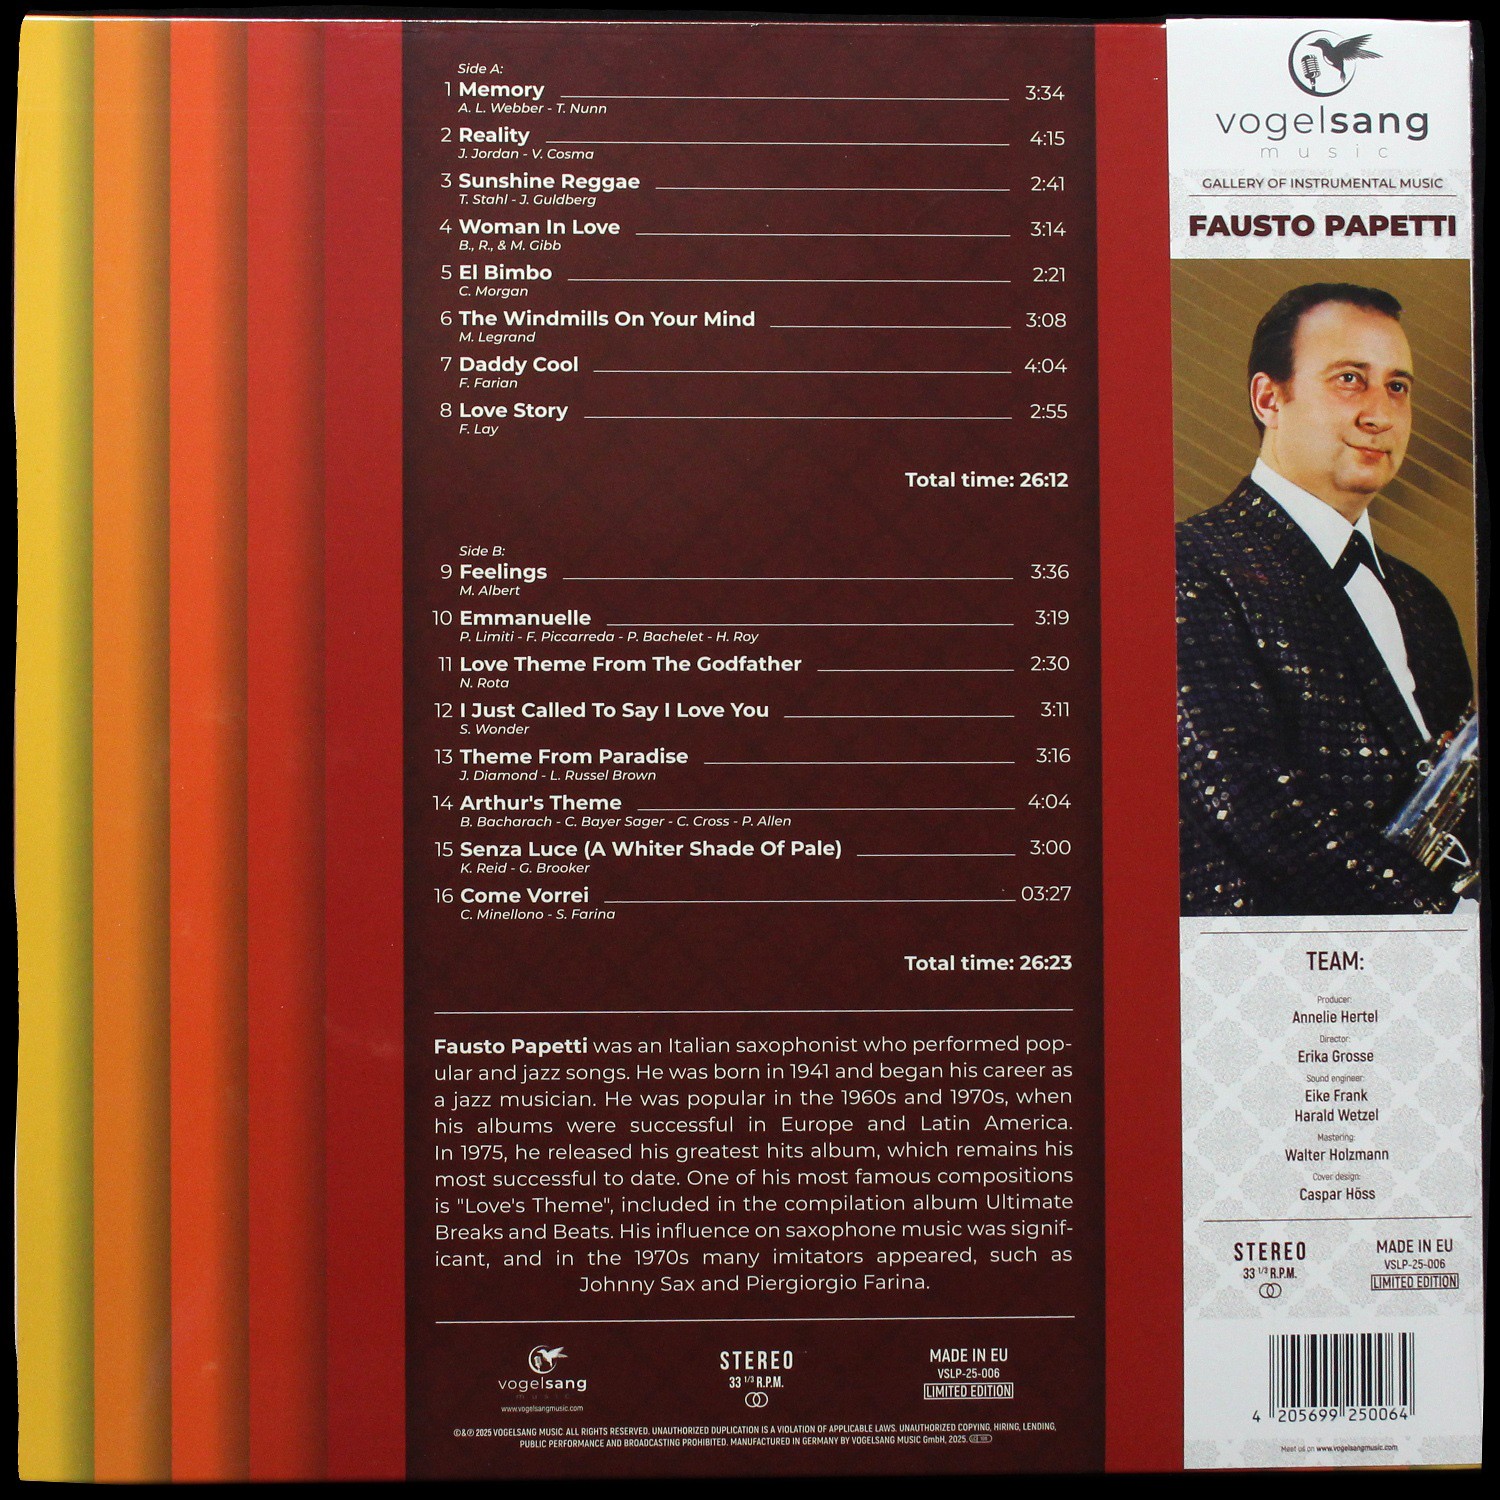 Side A:
1 Memory 3:34
A. L. Webber - T. Nunn
2 Reality 4:15
J. Jordan - V. Cosma
3 Sunshine Reggae 2:41
T. Stahl - J. Guldberg
4 Woman In Love 3:14
B., R., & M. Gibb
5 El Bimbo 2:21
C. Morgan
6 The Windmills On Your Mind 3:08
M. Legrand
7 Daddy Cool 4:04
F. Farian
8 Love Story 2:55
F. Lay
Total time: 26:12
Side B:
9 Feelings 3:36
M. Albert
10 Emmanuelle 3:19
P. Limiti - F. Piccarreda - P. Bachelet - H. Roy
11 Love Theme From The Godfather 2:30
N. Rota
12 I Just Called To Say I Love You 3:11
S. Wonder
13 Theme From Paradise 3:16
J. Diamond - L. Russel Brown
14 Arthur's Theme 4:04
B. Bacharach - C. Bayer Sager - C. Cross - P. Allen
15 Senza Luce (A Whiter Shade Of Pale) 3:00
K. Reid - G. Brooker
16 Come Vorrei 03:27
C. Minellono - S. Farina
Total time: 26:23
Fausto Papetti was an Italian saxophonist who performed pop-
ular and jazz songs. He was born in 1941 and began his career as
a jazz musician. He was popular in the 1960s and 1970s, when
his albums were successful in Europe and Latin America.
In 1975, he released his greatest hits album, which remains his
most successful to date. One of his most famous compositions
is "Love's Theme", included in the compilation album Ultimate
Breaks and Beats. His influence on saxophone music was signif-
icant, and in the 1970s many imitators appeared, such as
Johnny Sax and Piergiorgio Farina.
vogelsang
music
www.vogelsangmusic.com
STEREO
33 1/3 R.P.M.
MADE IN EU
VSLP-25-006
LIMITED EDITION
©&℗ 2025 VOGELSANG MUSIC. ALL RIGHTS RESERVED. UNAUTHORIZED DUPLICATION IS A VIOLATION OF APPLICABLE LAWS. UNAUTHORIZED COPYING, HIRING, LENDING,
PUBLIC PERFORMANCE AND BROADCASTING PROHIBITED. MANUFACTURED IN GERMANY BY VOGELSANG MUSIC GmbH, 2025.
vogelsang
music
GALLERY OF INSTRUMENTAL MUSIC
FAUSTO PAPETTI
TEAM:
Producer:
Annelie Hertel
Director:
Erika Grosse
Sound engineer:
Eike Frank
Harald Wetzel
Mastering:
Walter Holzmann
Cover design:
Caspar Höss
STEREO
33 1/3 R.P.M.
MADE IN EU
VSLP-25-006
LIMITED EDITION
4 205699 250064
Meet us on www.vogelsangmusic.com